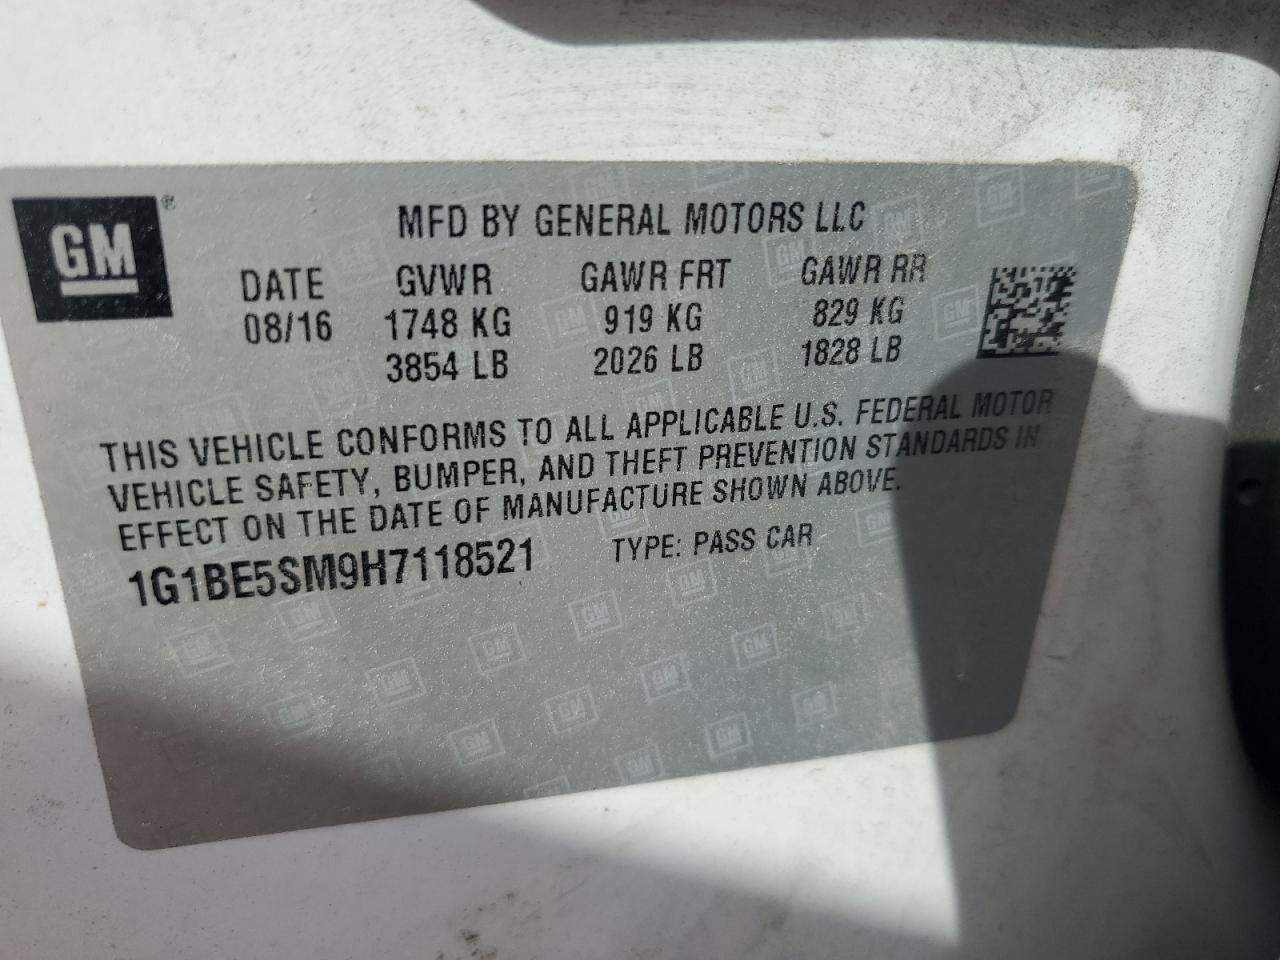 GM®
MFD BY GENERAL MOTORS LLC
DATE GVWR GAWR FRT GAWR RR
08/16 1748 KG 919 KG 829 KG
3854 LB 2026 LB 1828 LB
THIS VEHICLE CONFORMS TO ALL APPLICABLE U.S. FEDERAL MOTOR
VEHICLE SAFETY, BUMPER, AND THEFT PREVENTION STANDARDS IN
EFFECT ON THE DATE OF MANUFACTURE SHOWN ABOVE.
1G1BE5SM9H7118521 TYPE: PASS CAR